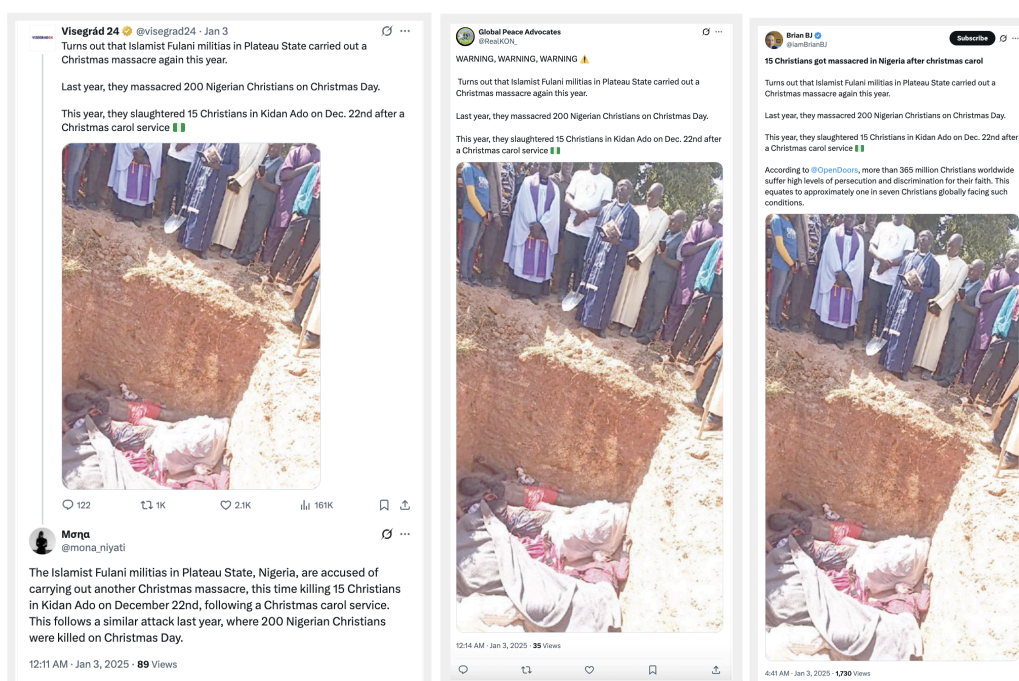 Visegrád 24 @visegrad24 · Jan 3
Turns out that Islamist Fulani militias in Plateau State carried out a
Christmas massacre again this year.
Last year, they massacred 200 Nigerian Christians on Christmas Day.
This year, they slaughtered 15 Christians in Kidan Ado on Dec. 22nd after a
Christmas carol service 🇳🇬
122 1K 2.1K 161K
Mσηα
@mona_niyati
The Islamist Fulani militias in Plateau State, Nigeria, are accused of
carrying out another Christmas massacre, this time killing 15 Christians
in Kidan Ado on December 22nd, following a Christmas carol service.
This follows a similar attack last year, where 200 Nigerian Christians
were killed on Christmas Day.
12:11 AM · Jan 3, 2025 · 89 Views
Global Peace Advocates
@RealKON_
WARNING, WARNING, WARNING ⚠️
Turns out that Islamist Fulani militias in Plateau State carried out a
Christmas massacre again this year.
Last year, they massacred 200 Nigerian Christians on Christmas Day.
This year, they slaughtered 15 Christians in Kidan Ado on Dec. 22nd after
a Christmas carol service 🇳🇬
12:14 AM · Jan 3, 2025 · 35 Views
Brian BJ
@iamBrianBJ
Subscribe
15 Christians got massacred in Nigeria after christmas carol
Turns out that Islamist Fulani militias in Plateau State carried out a
Christmas massacre again this year.
Last year, they massacred 200 Nigerian Christians on Christmas Day.
This year, they slaughtered 15 Christians in Kidan Ado on Dec. 22nd after
a Christmas carol service 🇳🇬
According to @OpenDoors, more than 365 million Christians worldwide
suffer high levels of persecution and discrimination for their faith. This
equates to approximately one in seven Christians globally facing such
conditions.
4:41 AM · Jan 3, 2025 · 1,730 Views